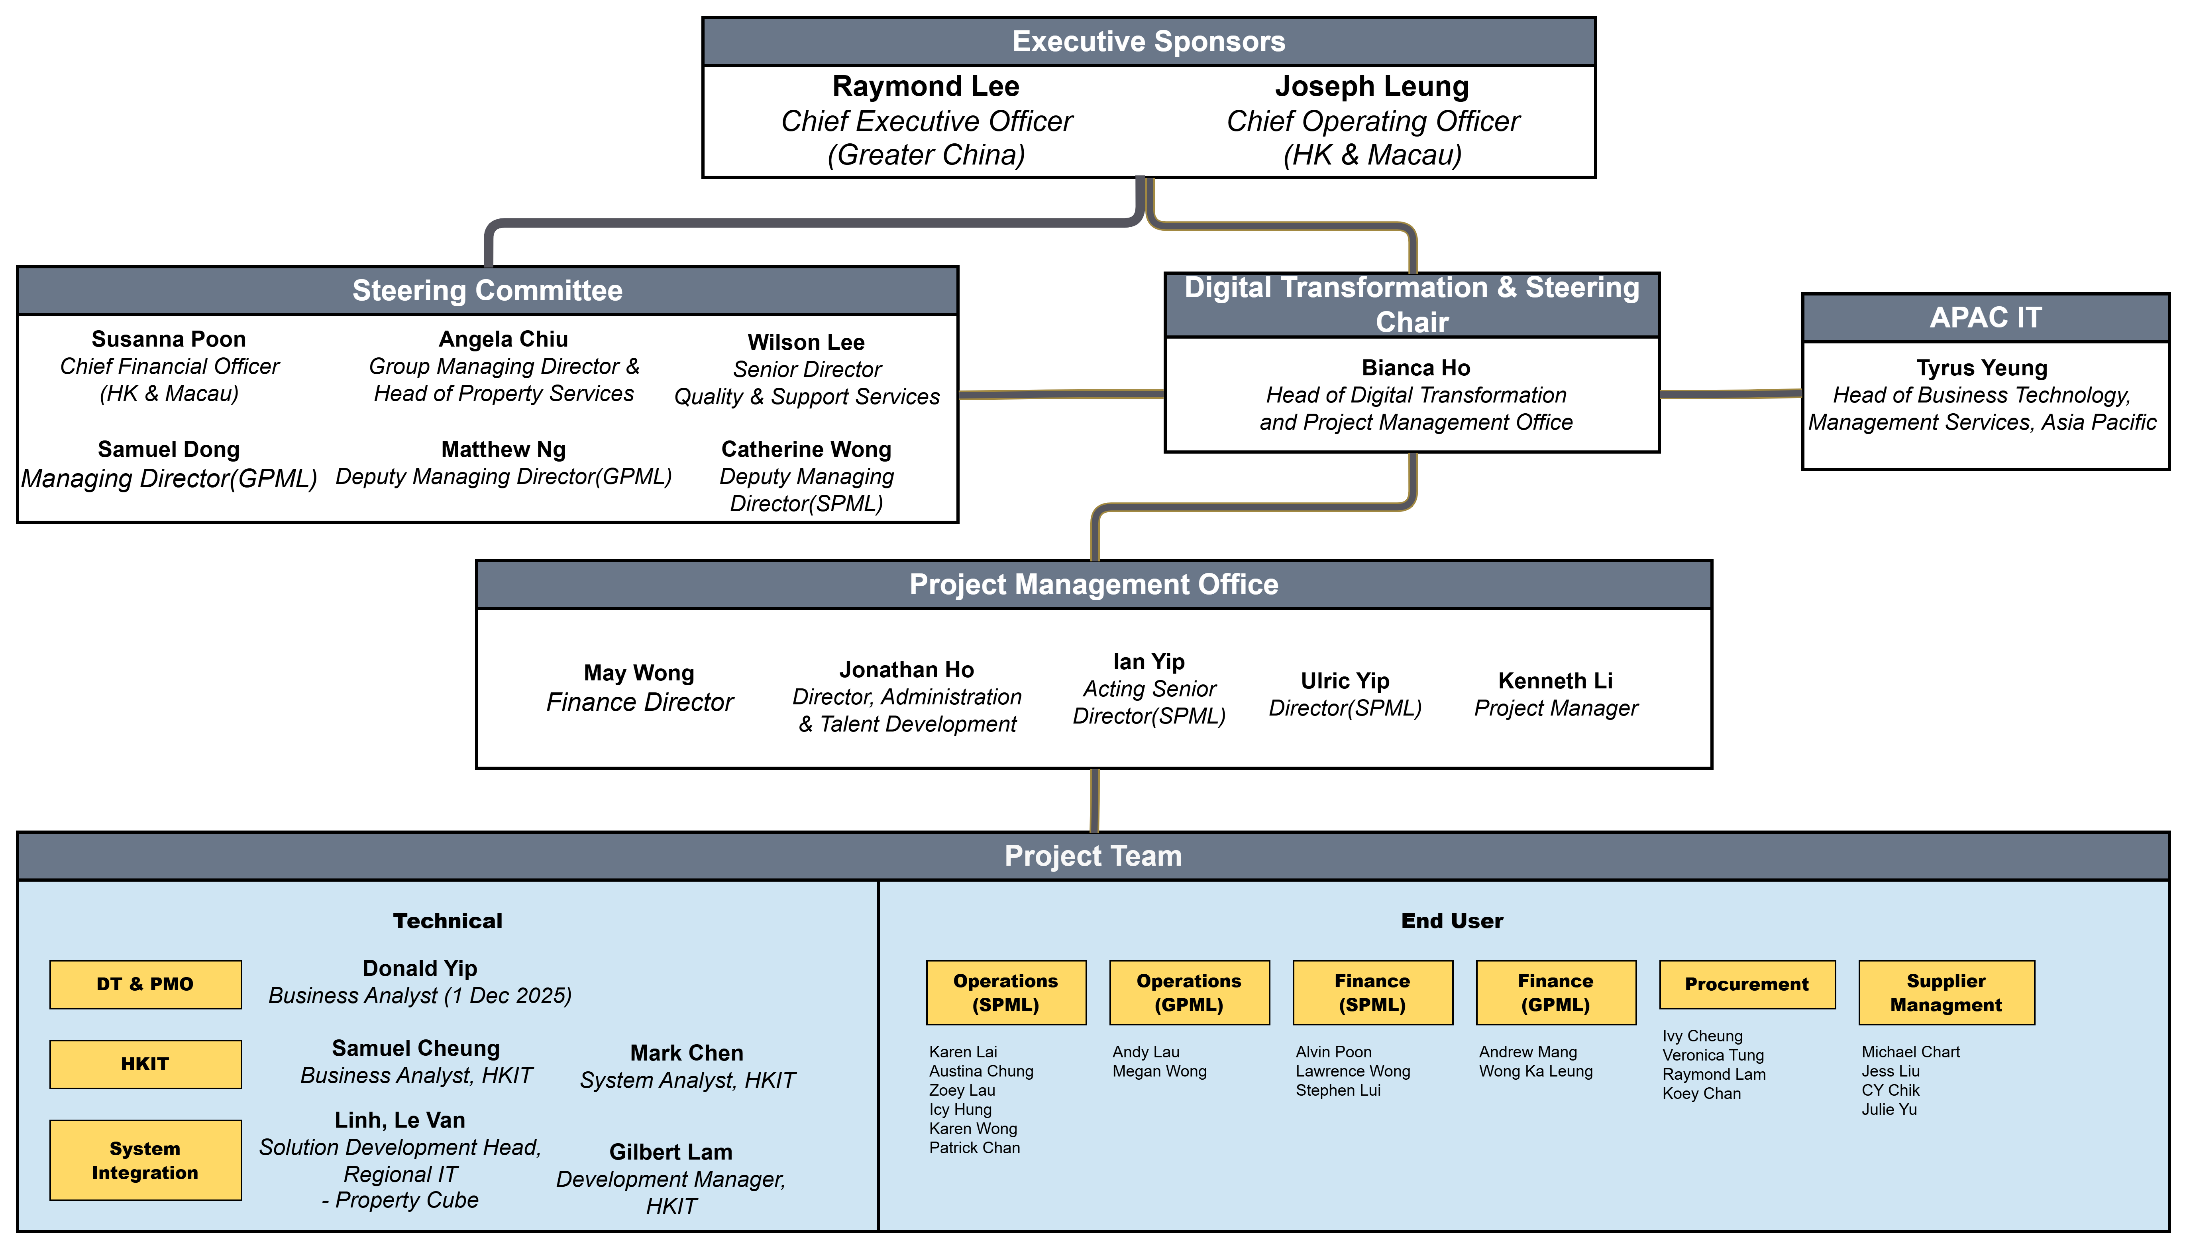 Executive Sponsors
Raymond Lee
Chief Executive Officer
(Greater China)
Joseph Leung
Chief Operating Officer
(HK & Macau)
Steering Committee
Susanna Poon
Chief Financial Officer
(HK & Macau)
Angela Chiu
Group Managing Director &
Head of Property Services
Wilson Lee
Senior Director
Quality & Support Services
Samuel Dong
Managing Director(GPML)
Matthew Ng
Deputy Managing Director(GPML)
Catherine Wong
Deputy Managing
Director(SPML)
Digital Transformation & Steering
Chair
Bianca Ho
Head of Digital Transformation
and Project Management Office
APAC IT
Tyrus Yeung
Head of Business Technology,
Management Services, Asia Pacific
Project Management Office
May Wong
Finance Director
Jonathan Ho
Director, Administration
& Talent Development
Ian Yip
Acting Senior
Director(SPML)
Ulric Yip
Director(SPML)
Kenneth Li
Project Manager
Project Team
Technical
DT & PMO
Donald Yip
Business Analyst (1 Dec 2025)
HKIT
Samuel Cheung
Business Analyst, HKIT
Mark Chen
System Analyst, HKIT
System
Integration
Linh, Le Van
Solution Development Head,
Regional IT
- Property Cube
Gilbert Lam
Development Manager,
HKIT
End User
Operations
(SPML)
Karen Lai
Austina Chung
Zoey Lau
Icy Hung
Karen Wong
Patrick Chan
Operations
(GPML)
Andy Lau
Megan Wong
Finance
(SPML)
Alvin Poon
Lawrence Wong
Stephen Lui
Finance
(GPML)
Andrew Mang
Wong Ka Leung
Procurement
Ivy Cheung
Veronica Tung
Raymond Lam
Koey Chan
Supplier
Managment
Michael Chart
Jess Liu
CY Chik
Julie Yu